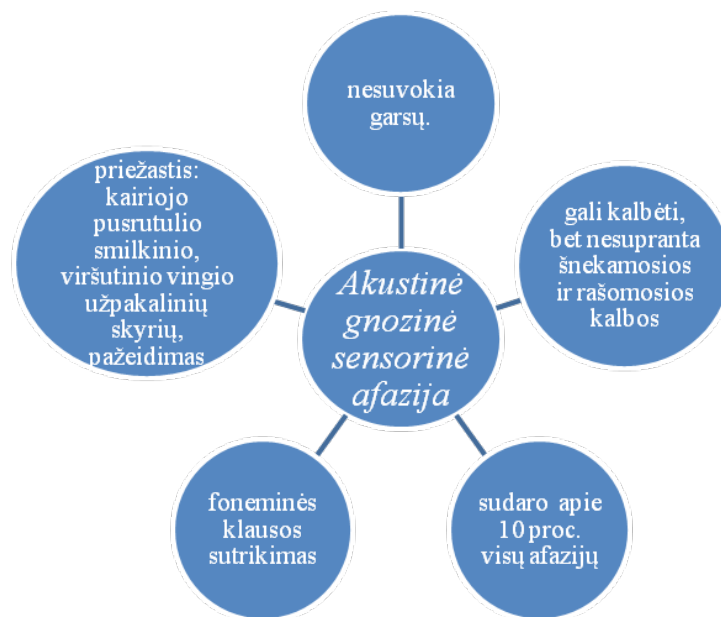 nesuvokia
garsų.
priežastis:
kairiojo
pusrutulio
smilkinio,
viršutinio vingio
užpakalinių
skyrių,
pažeidimas
gali kalbėti,
bet nesupranta
šnekamosios
ir rašomosios
kalbos
Akustinė
gnozinė
sensorinė
afazija
foneminės
klausos
sutrikimas
sudaro apie
10 proc.
visų afazijų